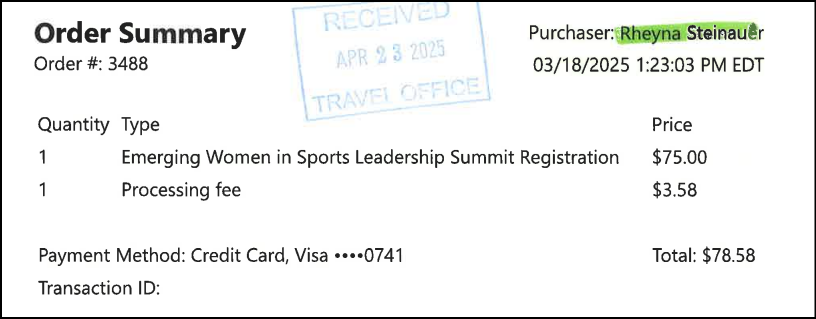 Order Summary
Order #: 3488
RECEIVED
APR 23 2025
TRAVEL OFFICE
Purchaser: Rheyna Steinauer
03/18/2025 1:23:03 PM EDT
Quantity Type Price
1 Emerging Women in Sports Leadership Summit Registration $75.00
1 Processing fee $3.58
Payment Method: Credit Card, Visa ••••0741 Total: $78.58
Transaction ID: